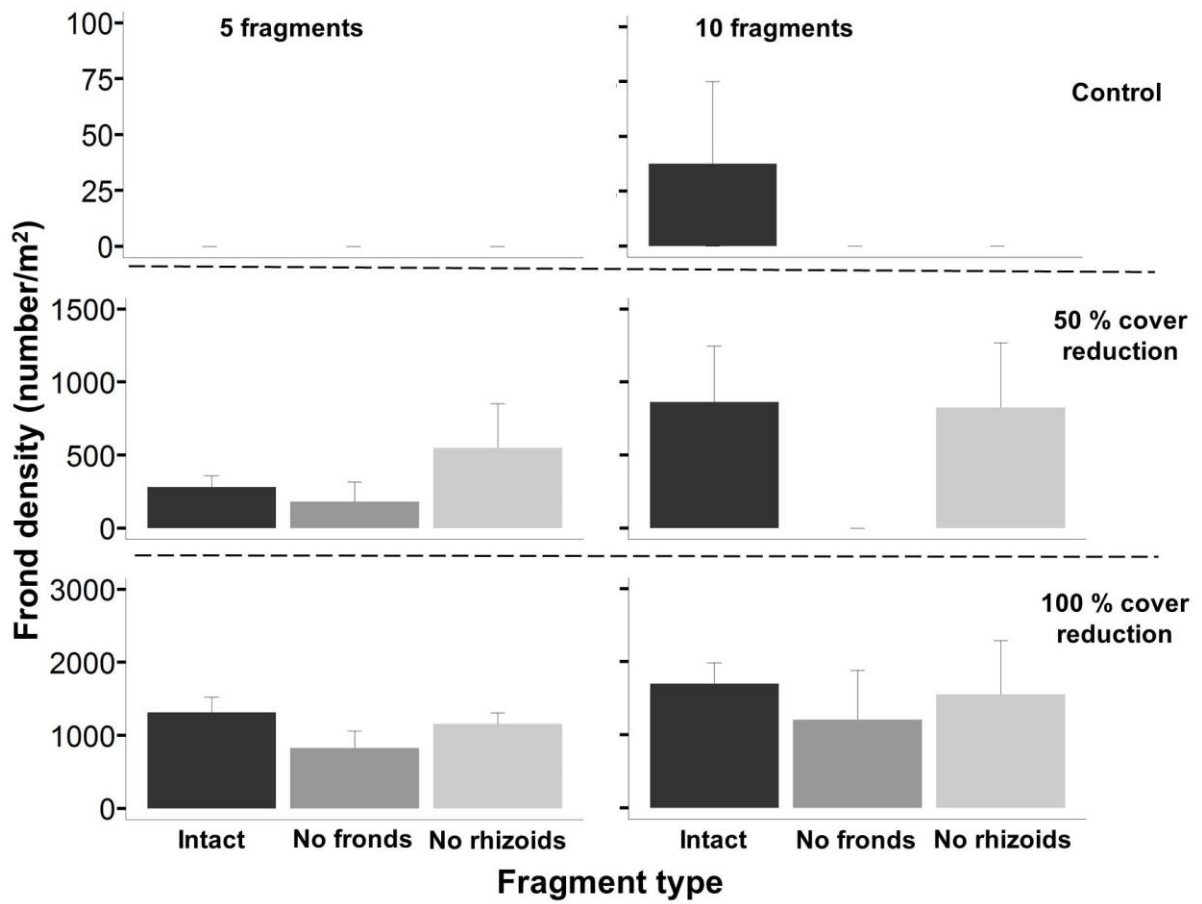 5 fragments
10 fragments
Control
100
75
50
25
0
50 % cover
reduction
1500
1000
500
0
100 % cover
reduction
3000
2000
1000
0
Intact
No fronds
No rhizoids
Intact
No fronds
No rhizoids
Fragment type
Frond density (number/m²)